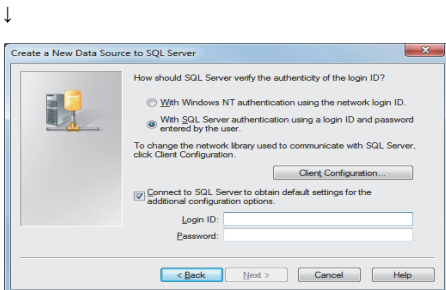 ↓
Create a New Data Source to SQL Server
How should SQL Server verify the authenticity of the login ID?
With Windows NT authentication using the network login ID.
With SQL Server authentication using a login ID and password
entered by the user.
To change the network library used to communicate with SQL Server,
click Client Configuration.
Client Configuration...
Connect to SQL Server to obtain default settings for the
additional configuration options.
Login ID:
Password:
< Back Next > Cancel Help